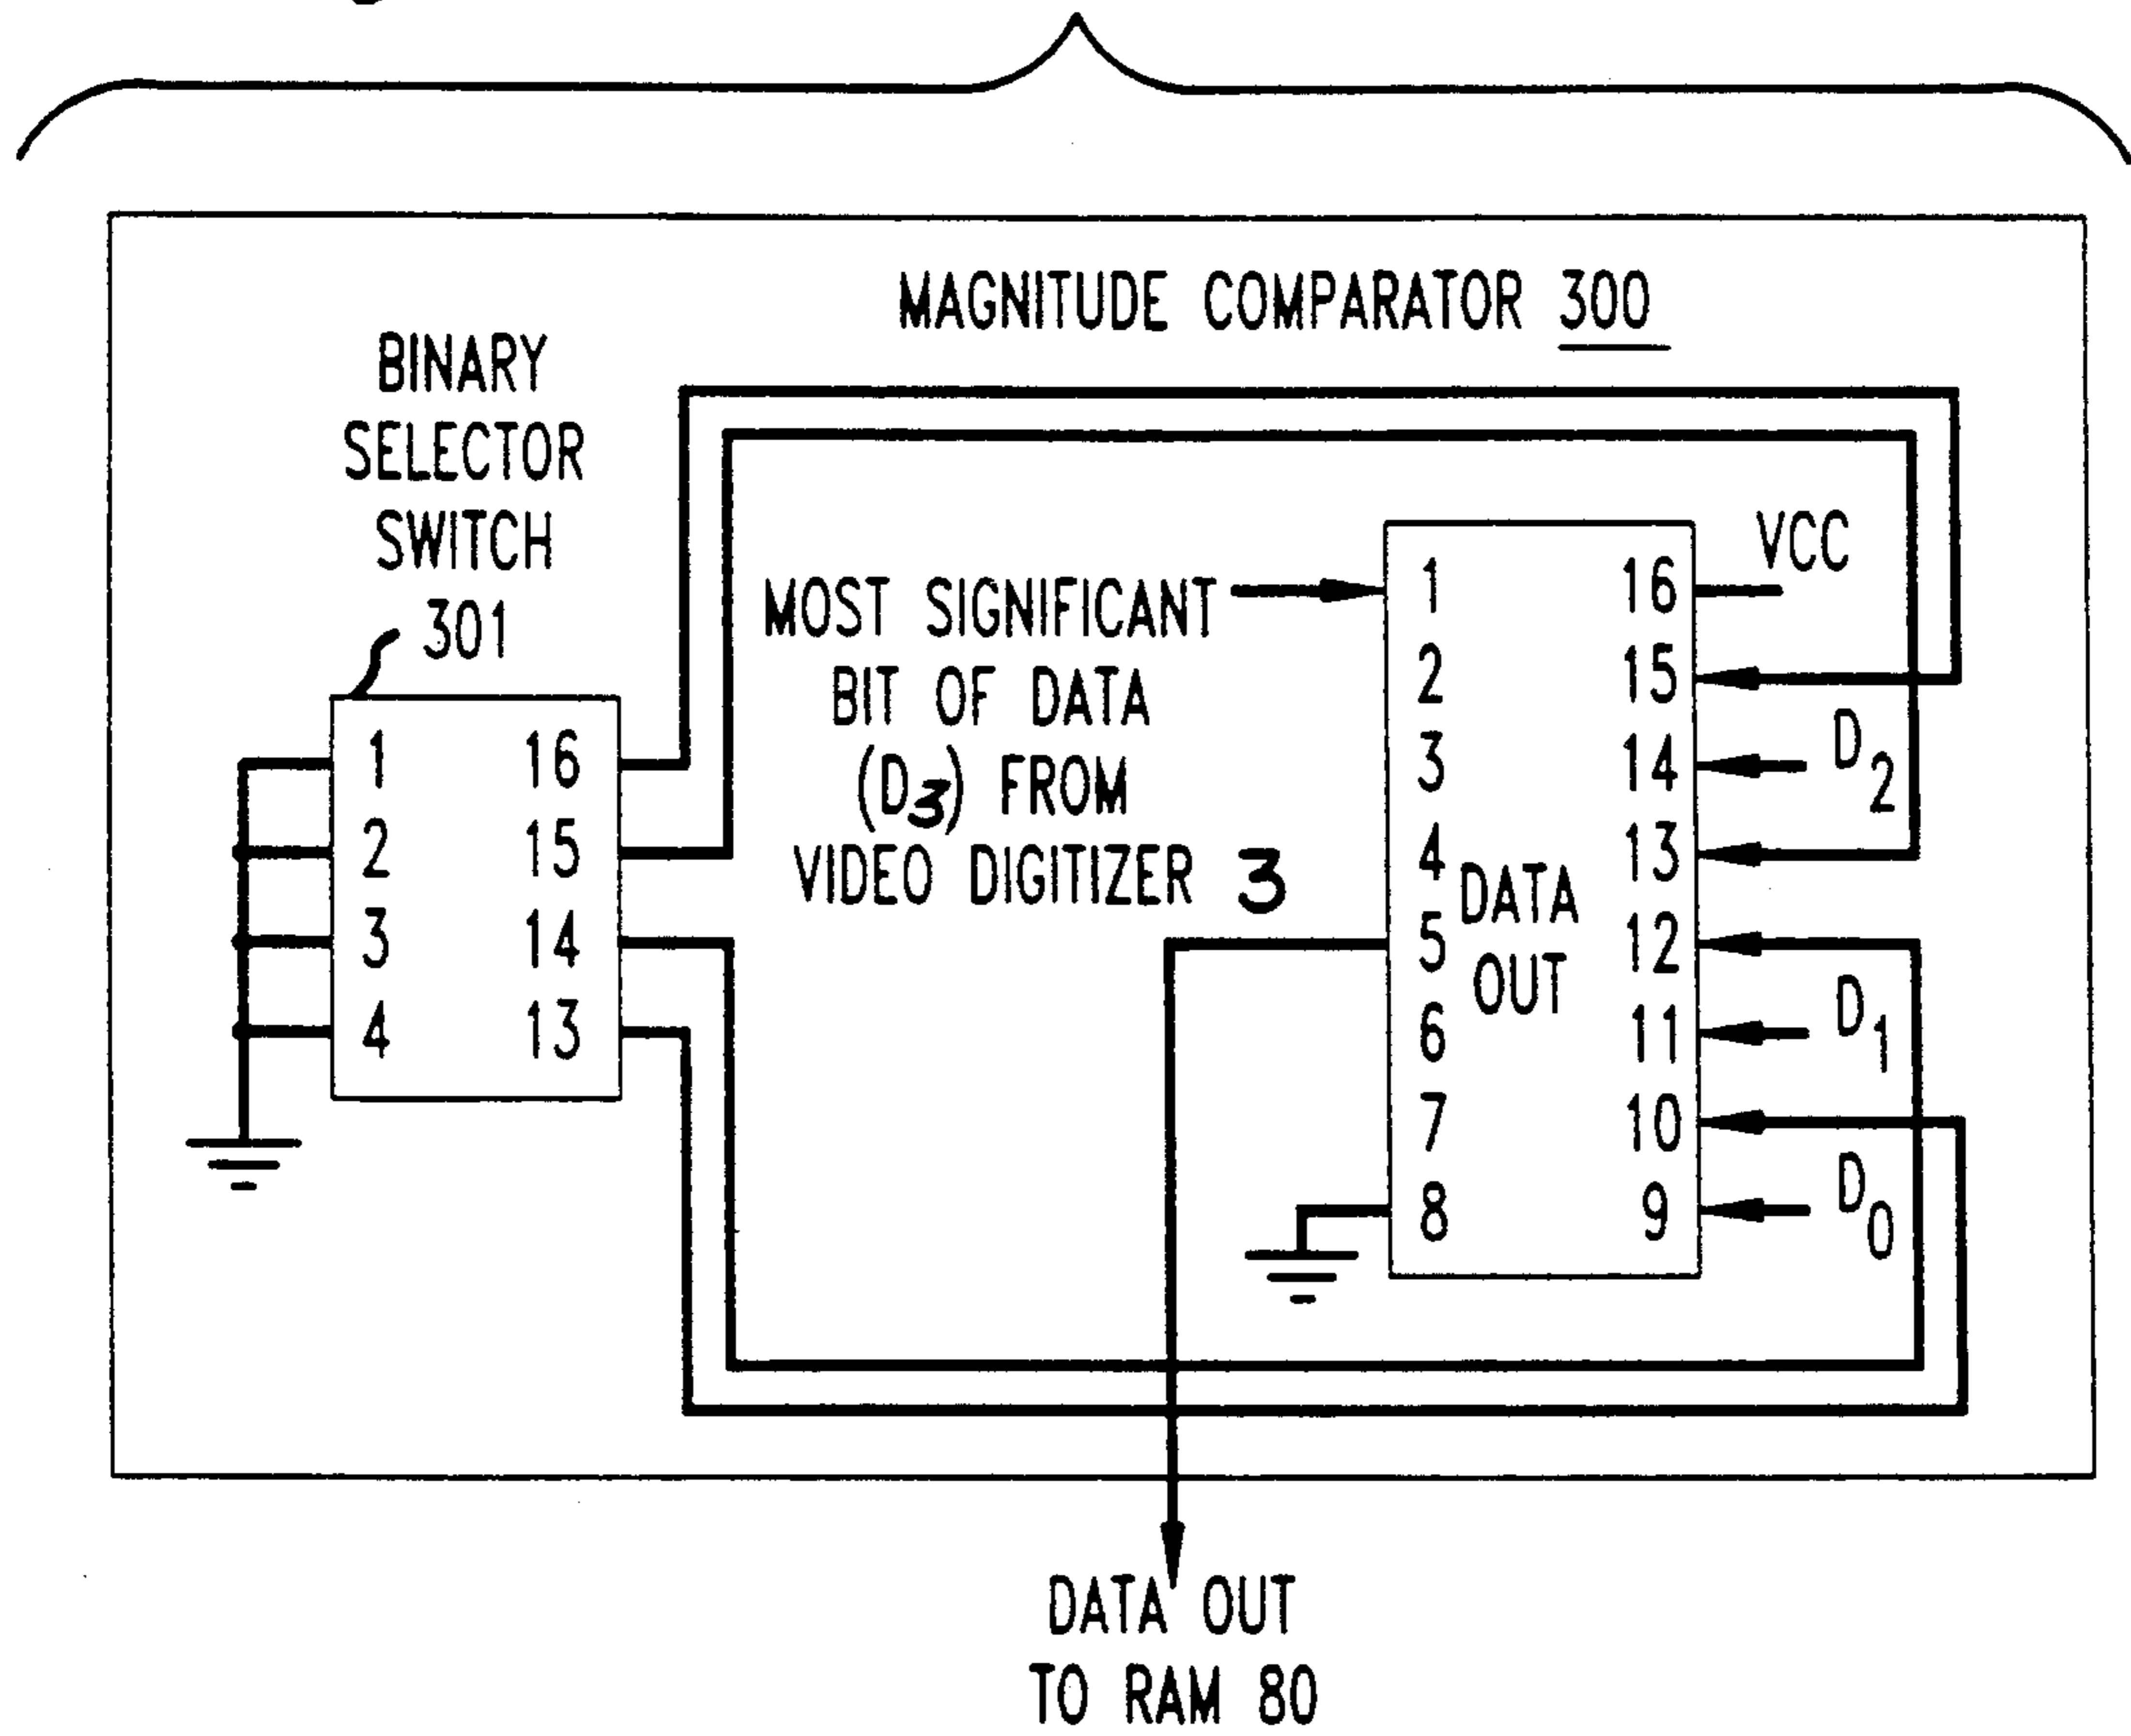 MAGNITUDE COMPARATOR 300
BINARY
SELECTOR
SWITCH
301
1 16
2 15
3 14
4 13
MOST SIGNIFICANT
BIT OF DATA
(D3) FROM
VIDEO DIGITIZER 3
1 16 VCC
2 15
3 14 D2
4 13
DATA
5 12
OUT
6 11 D1
7 10
8 9 D0
DATA OUT
TO RAM 80